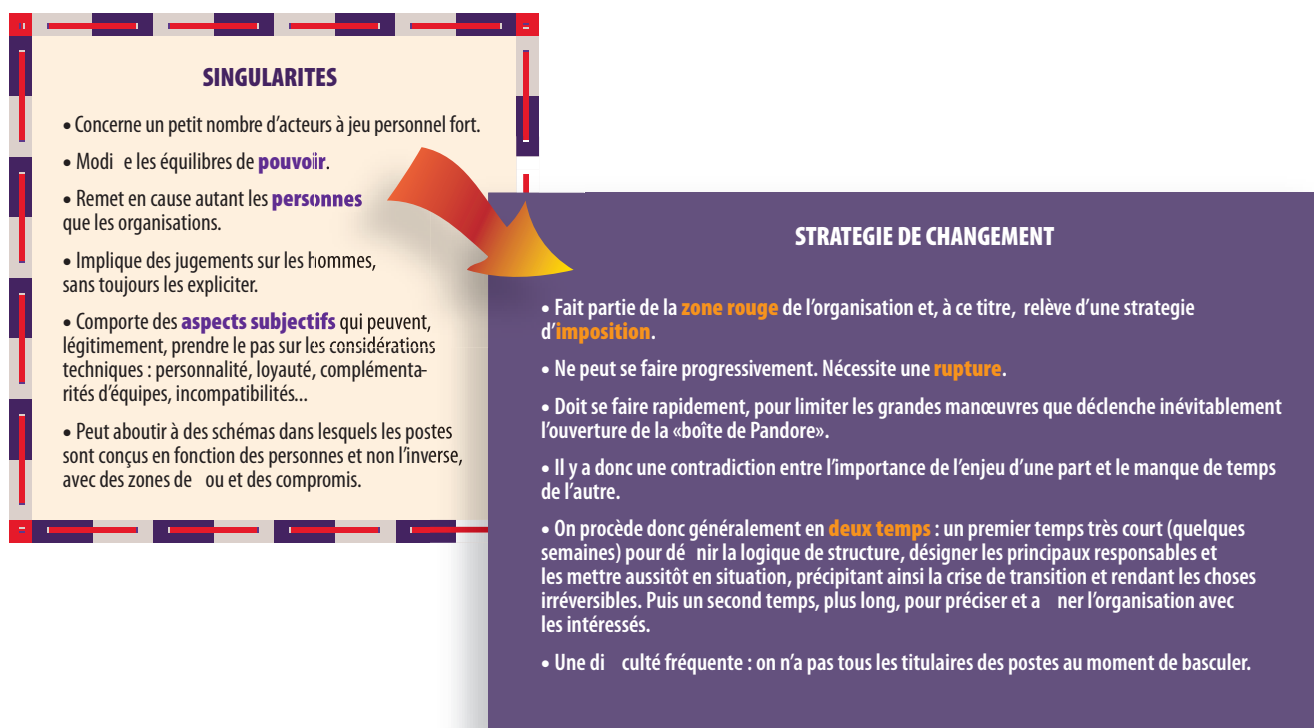 SINGULARITES
• Concerne un petit nombre d’acteurs à jeu personnel fort.
• Modi e les équilibres de pouvoir.
• Remet en cause autant les personnes
que les organisations.
• Implique des jugements sur les hommes,
sans toujours les expliciter.
• Comporte des aspects subjectifs qui peuvent,
légitimement, prendre le pas sur les considérations
techniques : personnalité, loyauté, complémenta-
rités d’équipes, incompatibilités...
• Peut aboutir à des schémas dans lesquels les postes
sont conçus en fonction des personnes et non l’inverse,
avec des zones de ou et des compromis.
STRATEGIE DE CHANGEMENT
• Fait partie de la zone rouge de l’organisation et, à ce titre, relève d’une strategie
d’imposition.
• Ne peut se faire progressivement. Nécessite une rupture.
• Doit se faire rapidement, pour limiter les grandes manœuvres que déclenche inévitablement
l’ouverture de la «boîte de Pandore».
• Il y a donc une contradiction entre l’importance de l’enjeu d’une part et le manque de temps
de l’autre.
• On procède donc généralement en deux temps : un premier temps très court (quelques
semaines) pour dé nir la logique de structure, désigner les principaux responsables et
les mettre aussitôt en situation, précipitant ainsi la crise de transition et rendant les choses
irréversibles. Puis un second temps, plus long, pour préciser et a ner l’organisation avec
les intéressés.
• Une di culté fréquente : on n’a pas tous les titulaires des postes au moment de basculer.